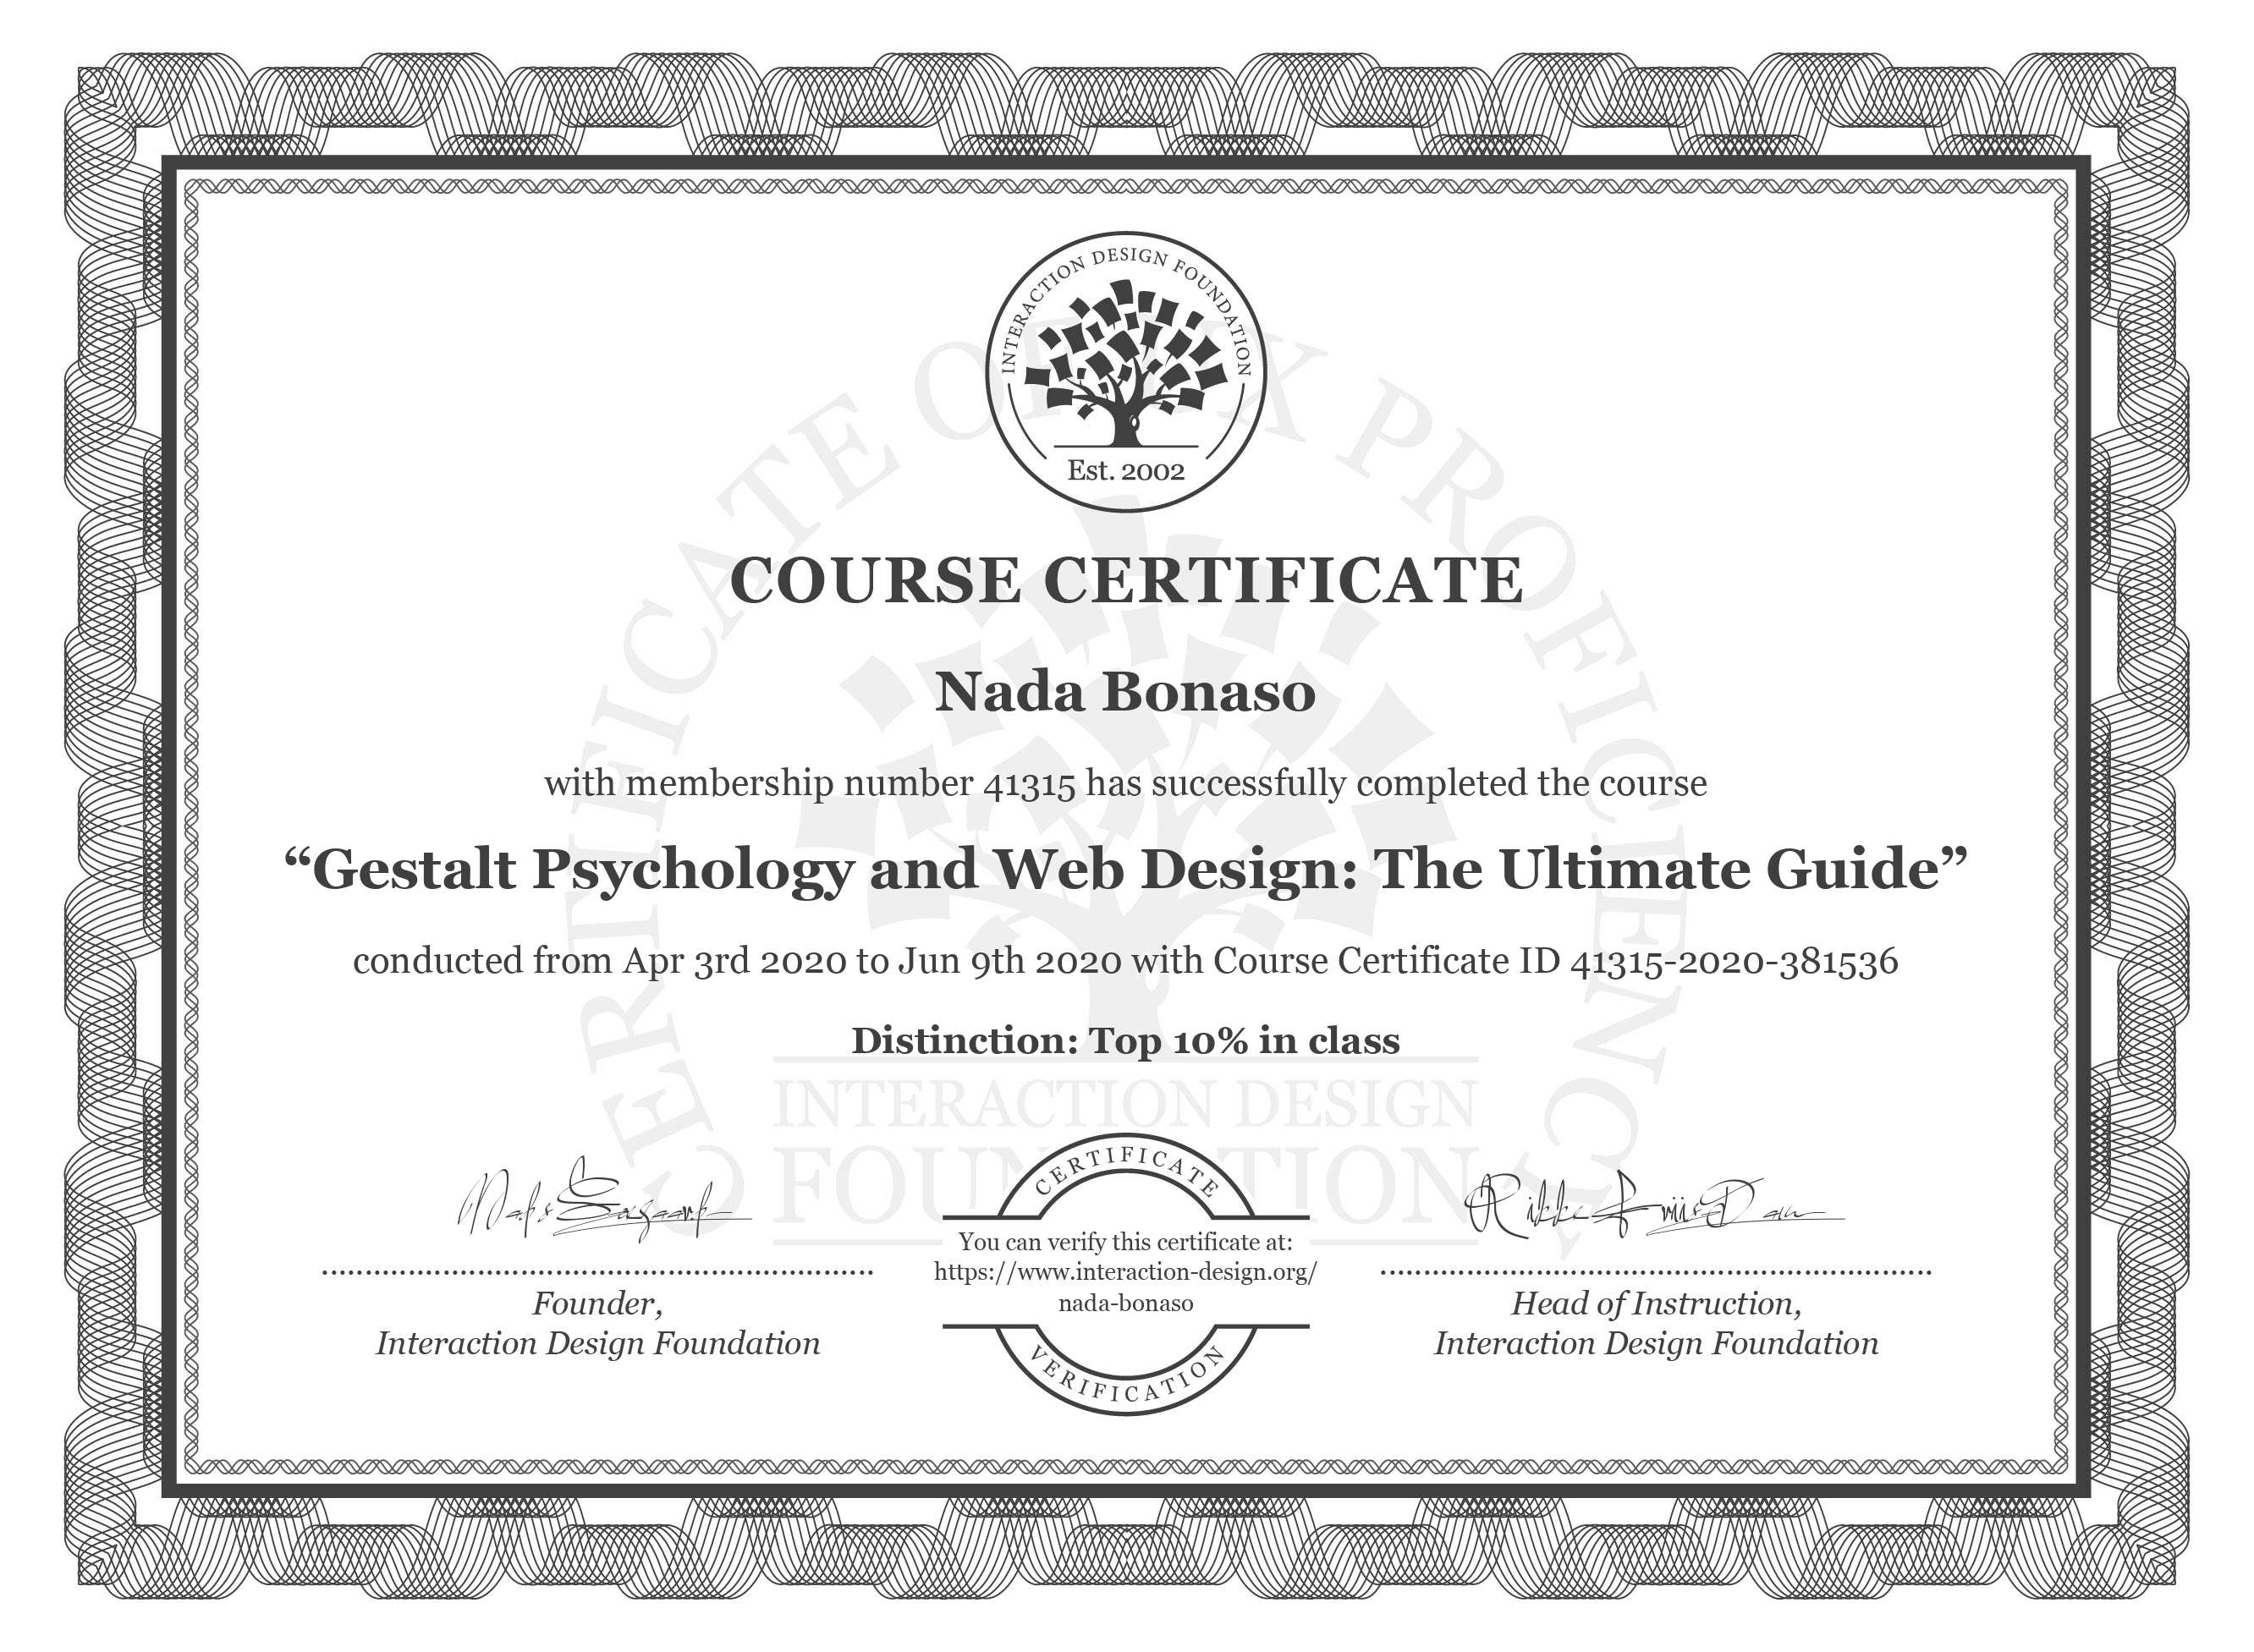 INTERACTION DESIGN FOUNDATION
Est. 2002
CERTIFICATE OF UX PROFICIENCY
COURSE CERTIFICATE
Nada Bonaso
with membership number 41315 has successfully completed the course
“Gestalt Psychology and Web Design: The Ultimate Guide”
conducted from Apr 3rd 2020 to Jun 9th 2020 with Course Certificate ID 41315-2020-381536
Distinction: Top 10% in class
INTERACTION DESIGN
FOUNDATION
Founder,
Interaction Design Foundation
CERTIFICATE
You can verify this certificate at:
https://www.interaction-design.org/
nada-bonaso
VERIFICATION
Rikke Friis Dam
Head of Instruction,
Interaction Design Foundation